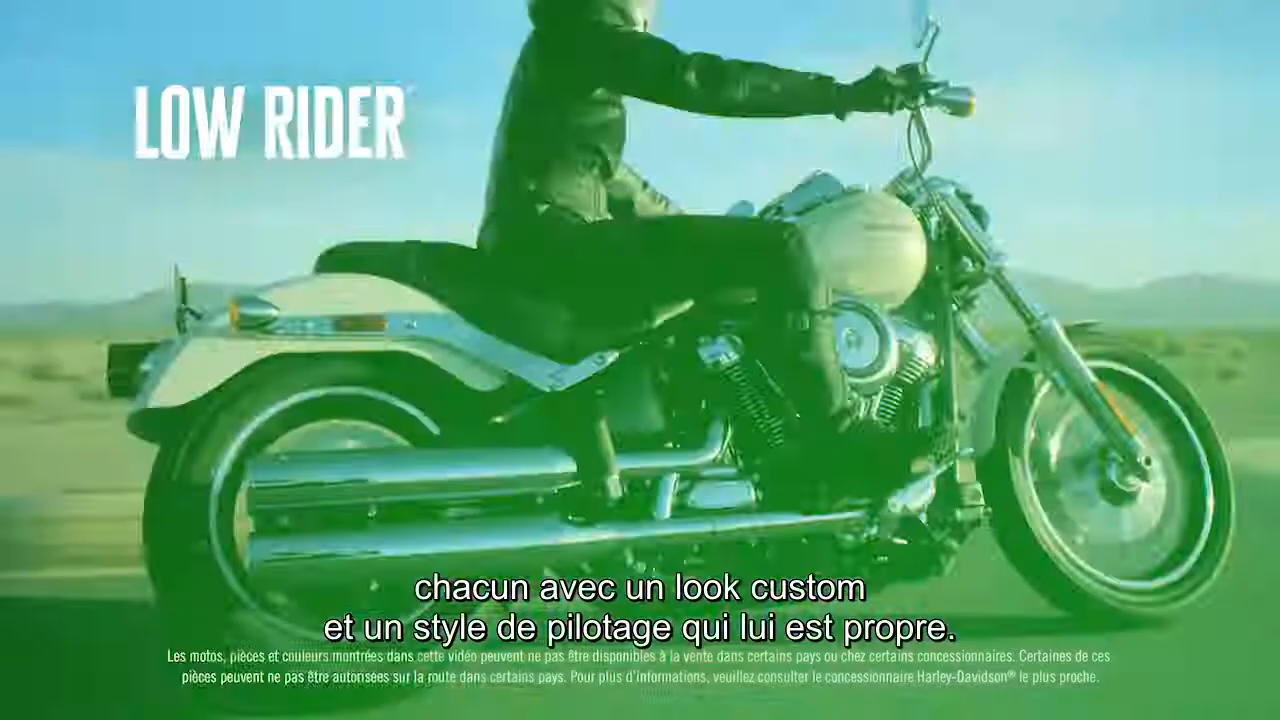 LOW RIDER
chacun avec un look custom
et un style de pilotage qui lui est propre.
Les motos, pièces et couleurs montrées dans cette vidéo peuvent ne pas être disponibles à la vente dans certains pays ou chez certains concessionnaires. Certaines de ces
pièces peuvent ne pas être autorisées sur la route dans certains pays. Pour plus d'informations, veuillez consulter le concessionnaire Harley-Davidson® le plus proche.